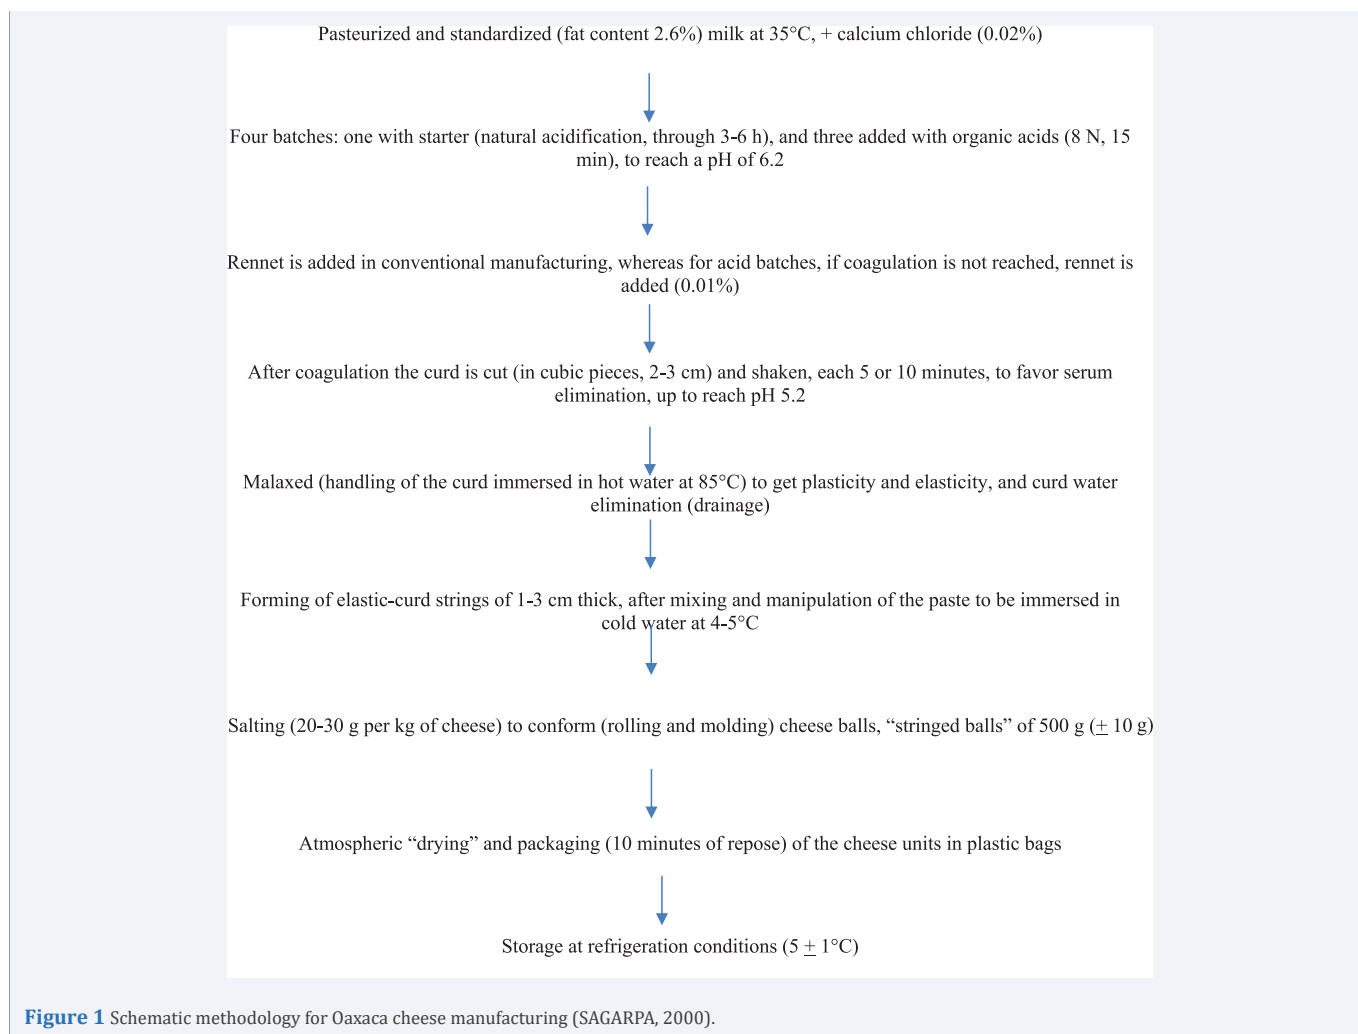 Pasteurized and standardized (fat content 2.6%) milk at 35°C, + calcium chloride (0.02%)
Four batches: one with starter (natural acidification, through 3-6 h), and three added with organic acids (8 N, 15
min), to reach a pH of 6.2
Rennet is added in conventional manufacturing, whereas for acid batches, if coagulation is not reached, rennet is
added (0.01%)
After coagulation the curd is cut (in cubic pieces, 2-3 cm) and shaken, each 5 or 10 minutes, to favor serum
elimination, up to reach pH 5.2
Malaxed (handling of the curd immersed in hot water at 85°C) to get plasticity and elasticity, and curd water
elimination (drainage)
Forming of elastic-curd strings of 1-3 cm thick, after mixing and manipulation of the paste to be immersed in
cold water at 4-5°C
Salting (20-30 g per kg of cheese) to conform (rolling and molding) cheese balls, “stringed balls” of 500 g (± 10 g)
Atmospheric “drying” and packaging (10 minutes of repose) of the cheese units in plastic bags
Storage at refrigeration conditions (5 ± 1°C)
Figure 1 Schematic methodology for Oaxaca cheese manufacturing (SAGARPA, 2000).